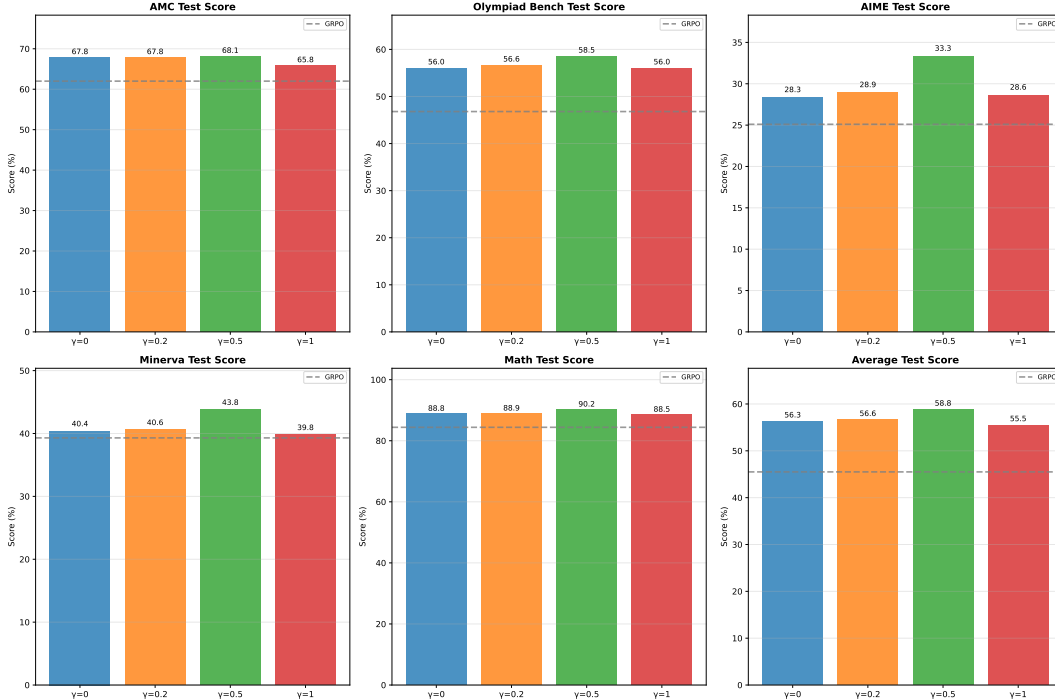 AMC Test Score
GRPO
Score (%)
70
60
50
40
30
20
10
0
67.8
67.8
68.1
65.8
γ=0
γ=0.2
γ=0.5
γ=1
Olympiad Bench Test Score
GRPO
Score (%)
60
50
40
30
20
10
0
56.0
56.6
58.5
56.0
γ=0
γ=0.2
γ=0.5
γ=1
AIME Test Score
GRPO
Score (%)
35
30
25
20
15
10
5
0
28.3
28.9
33.3
28.6
γ=0
γ=0.2
γ=0.5
γ=1
Minerva Test Score
GRPO
Score (%)
50
40
30
20
10
0
40.4
40.6
43.8
39.8
γ=0
γ=0.2
γ=0.5
γ=1
Math Test Score
GRPO
Score (%)
100
80
60
40
20
0
88.8
88.9
90.2
88.5
γ=0
γ=0.2
γ=0.5
γ=1
Average Test Score
GRPO
Score (%)
60
50
40
30
20
10
0
56.3
56.6
58.8
55.5
γ=0
γ=0.2
γ=0.5
γ=1